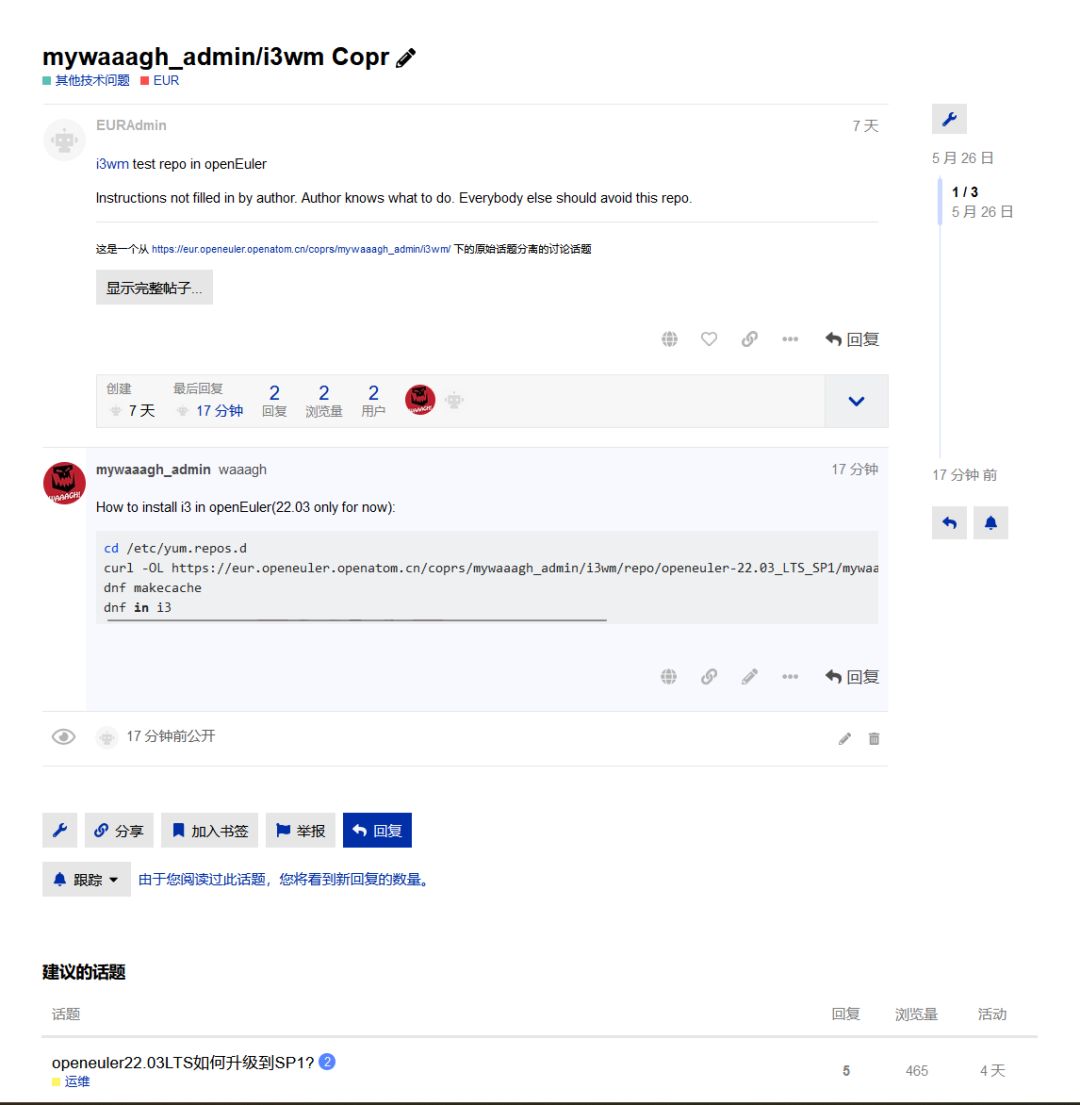 mywaaagh_admin/i3wm Copr
其他技术问题 EUR
EURAdmin 7 天
i3wm test repo in openEuler
Instructions not filled in by author. Author knows what to do. Everybody else should avoid this repo.
这是一个从 https://eur.openeuler.openatom.cn/coprs/mywaaagh_admin/i3wm/ 下的原始话题分离的讨论话题
显示完整帖子...
回复
创建 最后回复 2 2 2
7 天 17 分钟 回复 浏览量 用户
5 月 26 日
1 / 3
5 月 26 日
17 分钟 前
WAAAGH!
mywaaagh_admin waaagh 17 分钟
How to install i3 in openEuler(22.03 only for now):
cd /etc/yum.repos.d
curl -OL https://eur.openeuler.openatom.cn/coprs/mywaaagh_admin/i3wm/repo/openeuler-22.03_LTS_SP1/mywaa
dnf makecache
dnf in i3
回复
17 分钟前公开
分享 加入书签 举报 回复
跟踪 由于您阅读过此话题，您将看到新回复的数量。
建议的话题
话题 回复 浏览量 活动
openeuler22.03LTS如何升级到SP1? 2
运维
5 465 4 天